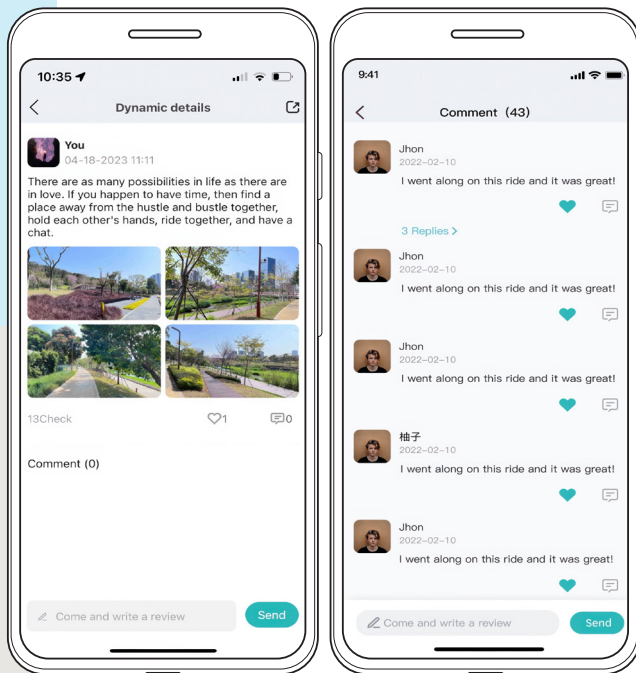 10:35
Dynamic details
You
04-18-2023 11:11
There are as many possibilities in life as there are
in love. If you happen to have time, then find a
place away from the hustle and bustle together,
hold each other's hands, ride together, and have a
chat.
13Check
1
0
Comment (0)
Come and write a review
Send
9:41
Comment (43)
Jhon
2022-02-10
I went along on this ride and it was great!
3 Replies >
Jhon
2022-02-10
I went along on this ride and it was great!
Jhon
2022-02-10
I went along on this ride and it was great!
柚子
2022-02-10
I went along on this ride and it was great!
Jhon
2022-02-10
I went along on this ride and it was great!
Come and write a review
Send